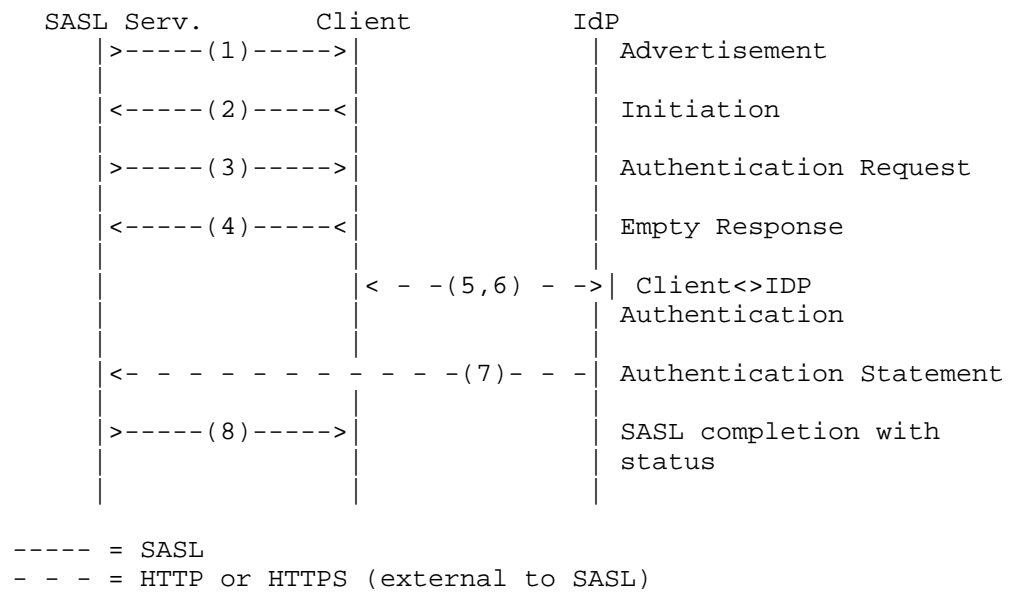 SASL Serv.         Client          IdP
    |>-----(1)----->|               | Advertisement
    |               |               |
    |<-----(2)-----<|               | Initiation
    |               |               |
    |>-----(3)----->|               | Authentication Request
    |               |               |
    |<-----(4)-----<|               | Empty Response
    |               |               |
    |               |< - -(5,6) - ->| Client<>IDP
    |               |               | Authentication
    |               |               |
    |<- - - - - - - - - - -(7)- - -| Authentication Statement
    |               |               |
    |>-----(8)----->|               | SASL completion with
    |               |               | status
    |               |               |
----- = SASL
- - - = HTTP or HTTPS (external to SASL)